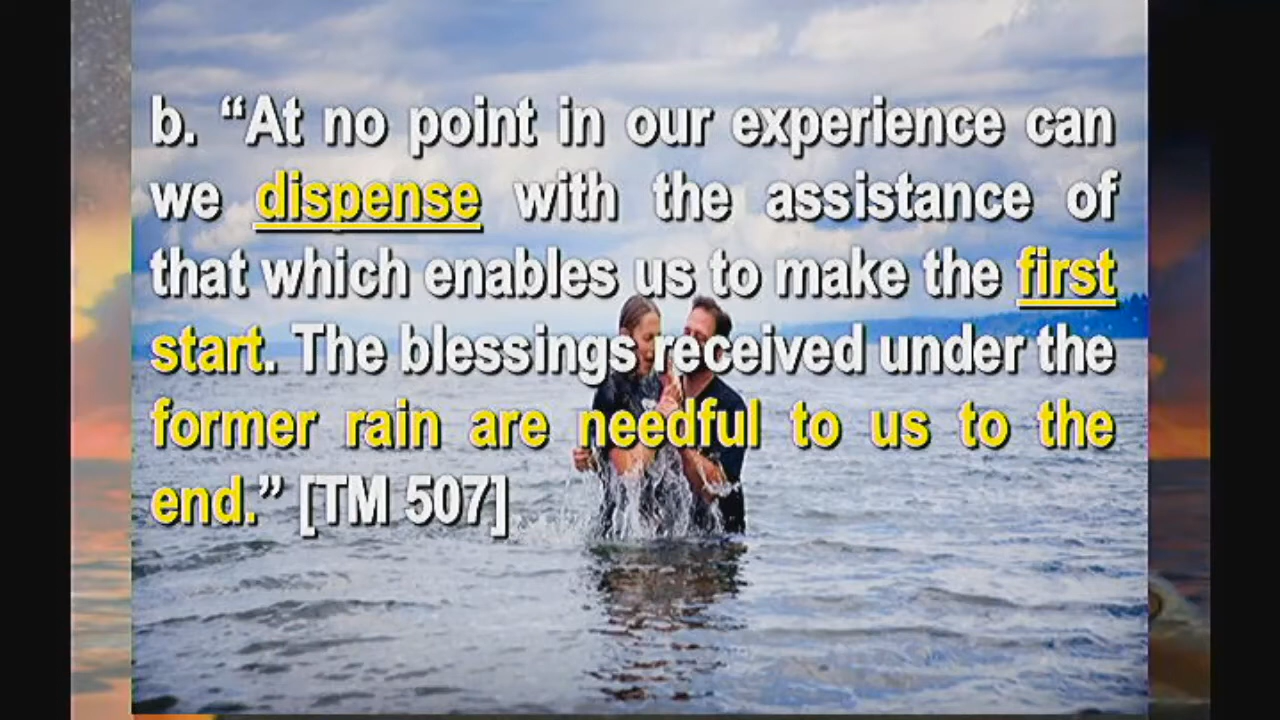 b. “At no point in our experience can
we dispense with the assistance of
that which enables us to make the first
start. The blessings received under the
former rain are needful to us to the
end.” [TM 507]